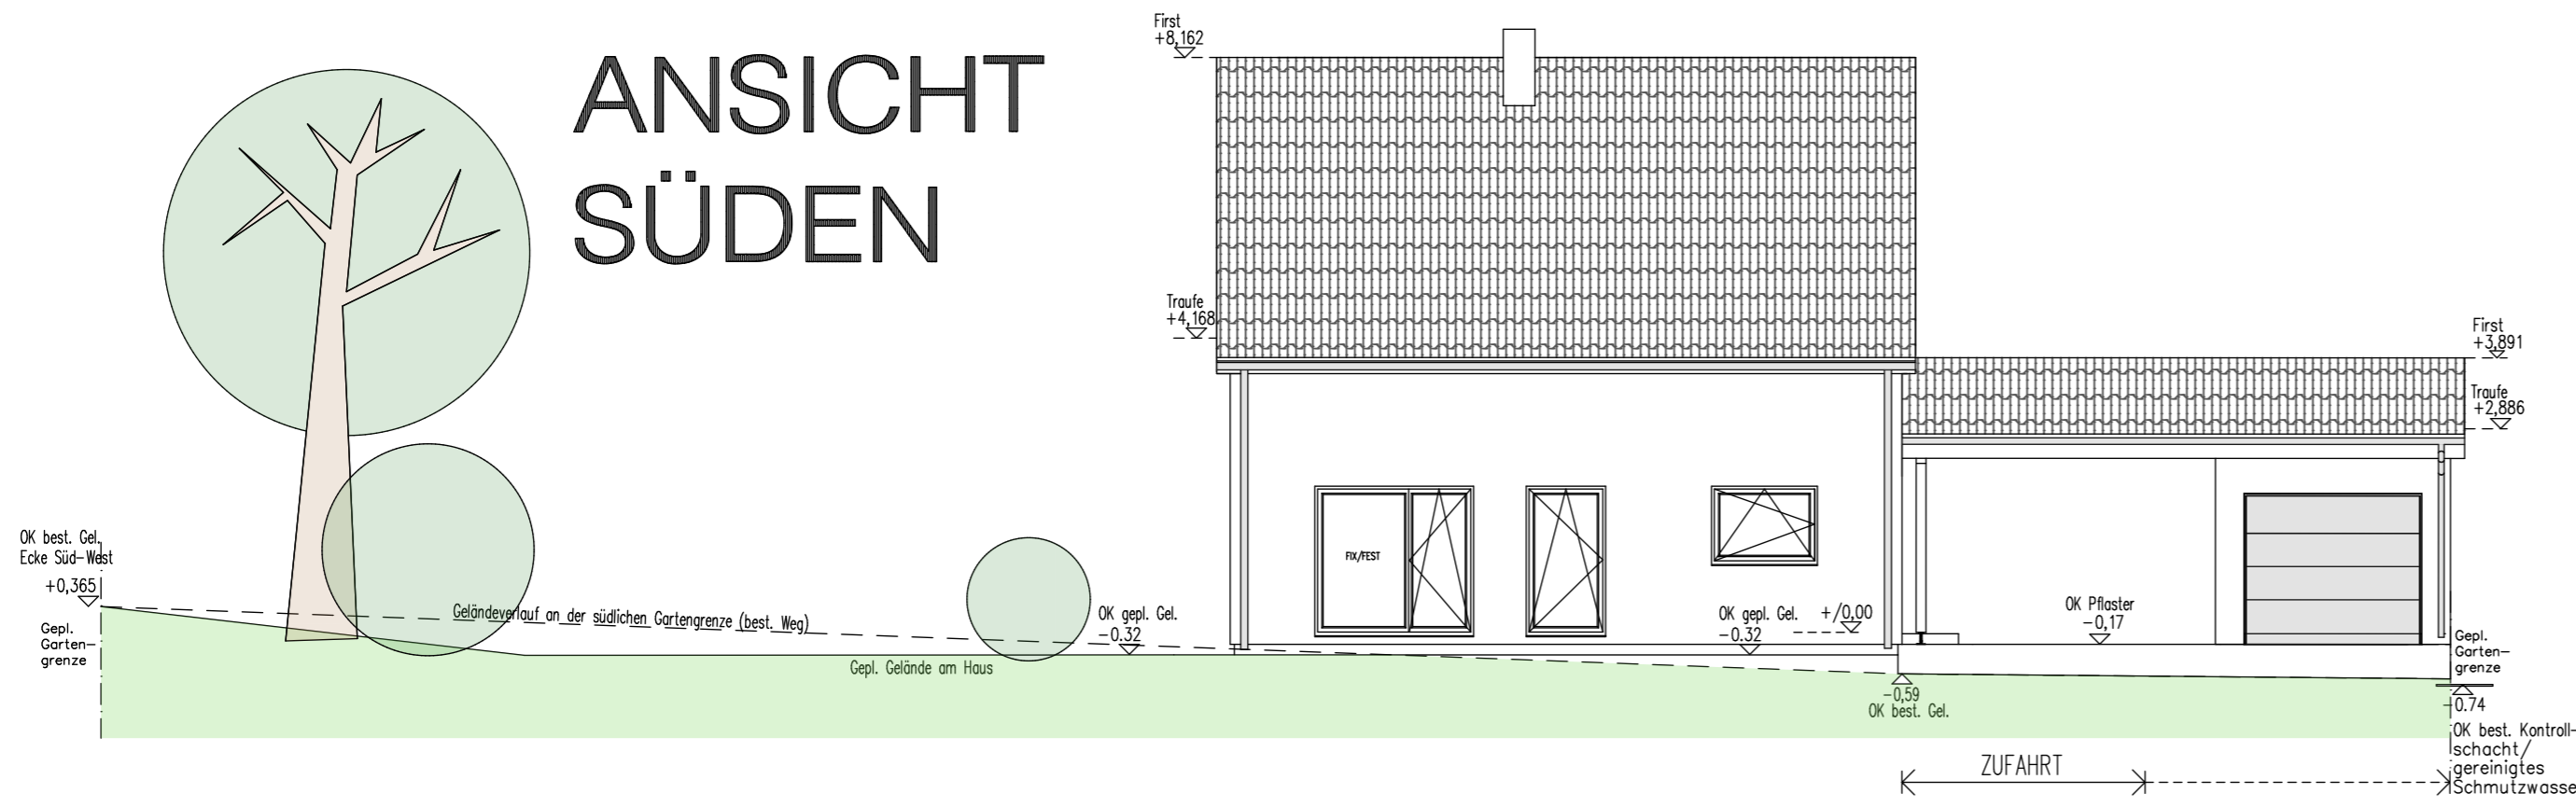 ANSICHT
SÜDEN
First
+8,162
Traufe
+4,168
First
+3,891
Traufe
+2,886
OK best. Gel.
Ecke Süd-West
+0,365
Gepl.
Garten-
grenze
Geländeverlauf an der südlichen Gartengrenze (best. Weg)
Gepl. Gelände am Haus
OK gepl. Gel.
-0.32
FIX/FEST
OK gepl. Gel.
-0.32
+/0,00
OK Pflaster
-0,17
-0,59
OK best. Gel.
Gepl.
Garten-
grenze
-0.74
OK best. Kontroll-
schacht/
gereinigtes
Schmutzwasse
ZUFAHRT